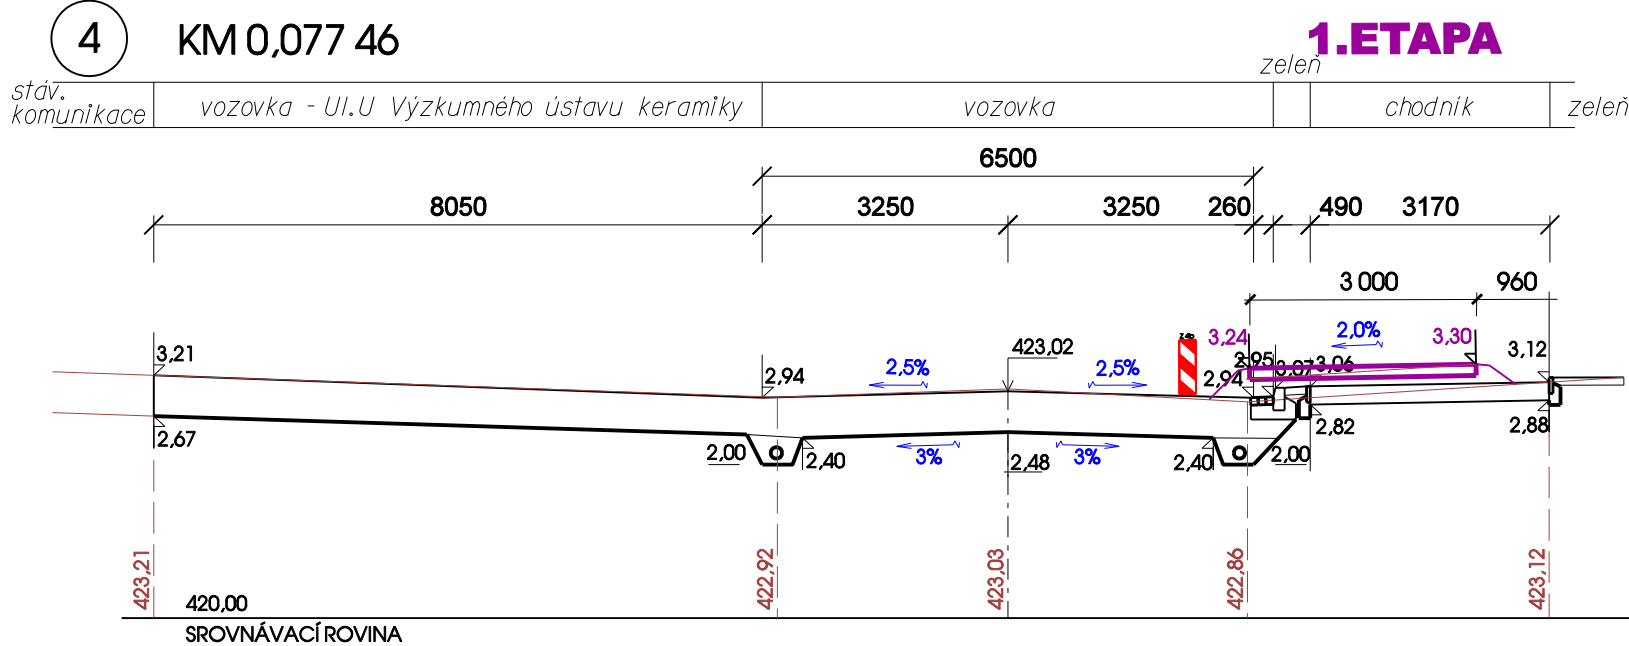 4 KM 0,077 46 1.ETAPA
zeleň
stáv.
komunikace vozovka - Ul.U Výzkumného ústavu keramiky vozovka chodník zeleň
6500
8050 3250 3250 260 490 3170
3 000 960
3,24 2,0% 3,30
3,21 423,02 2,95 3,07 3,06 3,12
2,94 2,5% 2,5% 2,94
2,67 2,00 2,40 3% 2,48 3% 2,40 2,00 2,82 2,88
423,21 422,92 423,03 422,86 423,12
420,00
SROVNÁVACÍ ROVINA